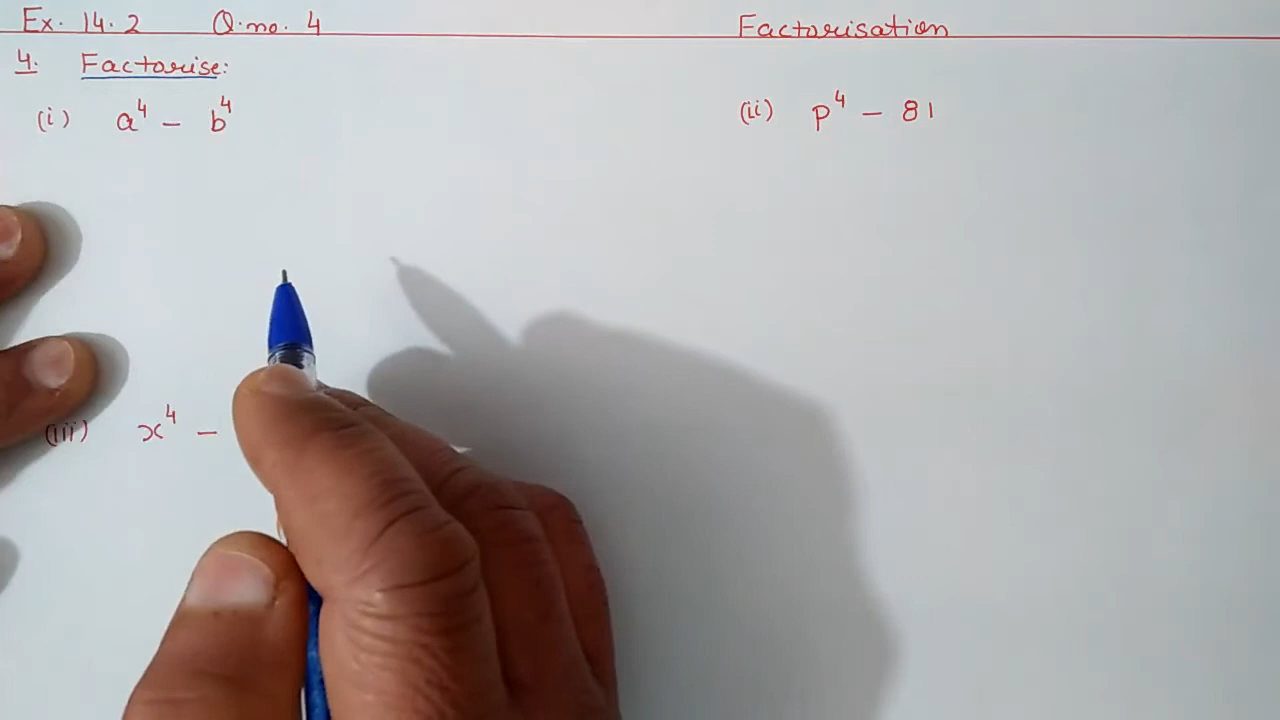 Ex. 14.2 Q.no. 4 Factorisation
4. Factorise:
(i) a⁴ - b⁴ (ii) p⁴ - 81
(iii) x⁴ -